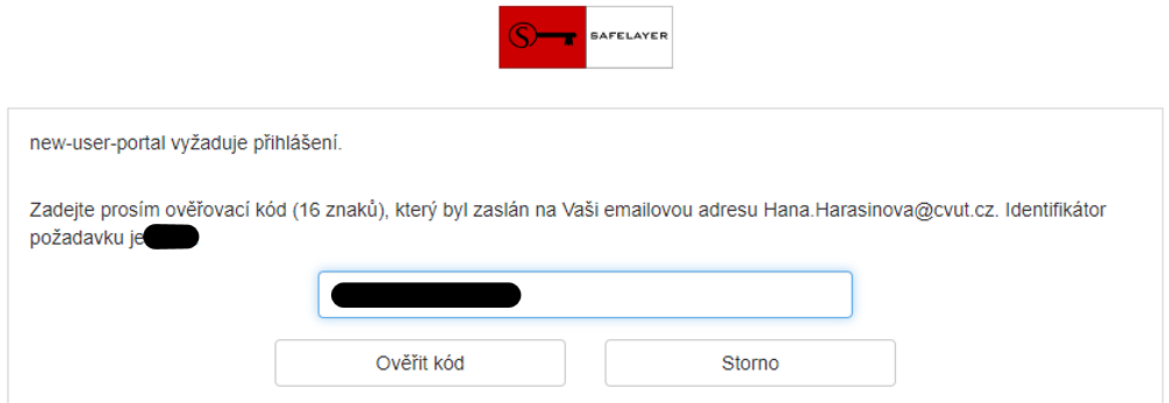 SAFELAYER
new-user-portal vyžaduje přihlášení.
Zadejte prosím ověřovací kód (16 znaků), který byl zaslán na Vaši emailovou adresu Hana.Harasinova@cvut.cz. Identifikátor
požadavku je
Ověřit kód
Storno